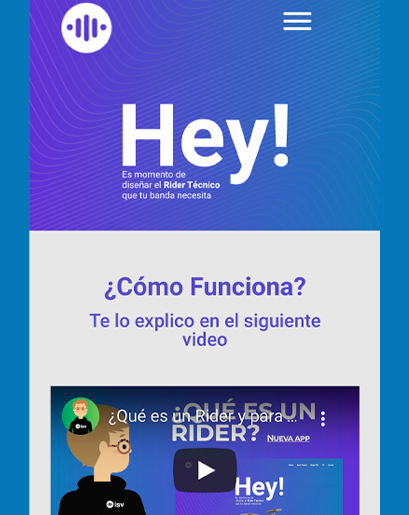 Hey!
Es momento de
diseñar el Rider Técnico
que tu banda necesita
¿Cómo Funciona?
Te lo explico en el siguiente
video
¿Qué es un Rider y para ...
¿QUÉ ES UN
RIDER?
NUEVA APP
Hey!
isv